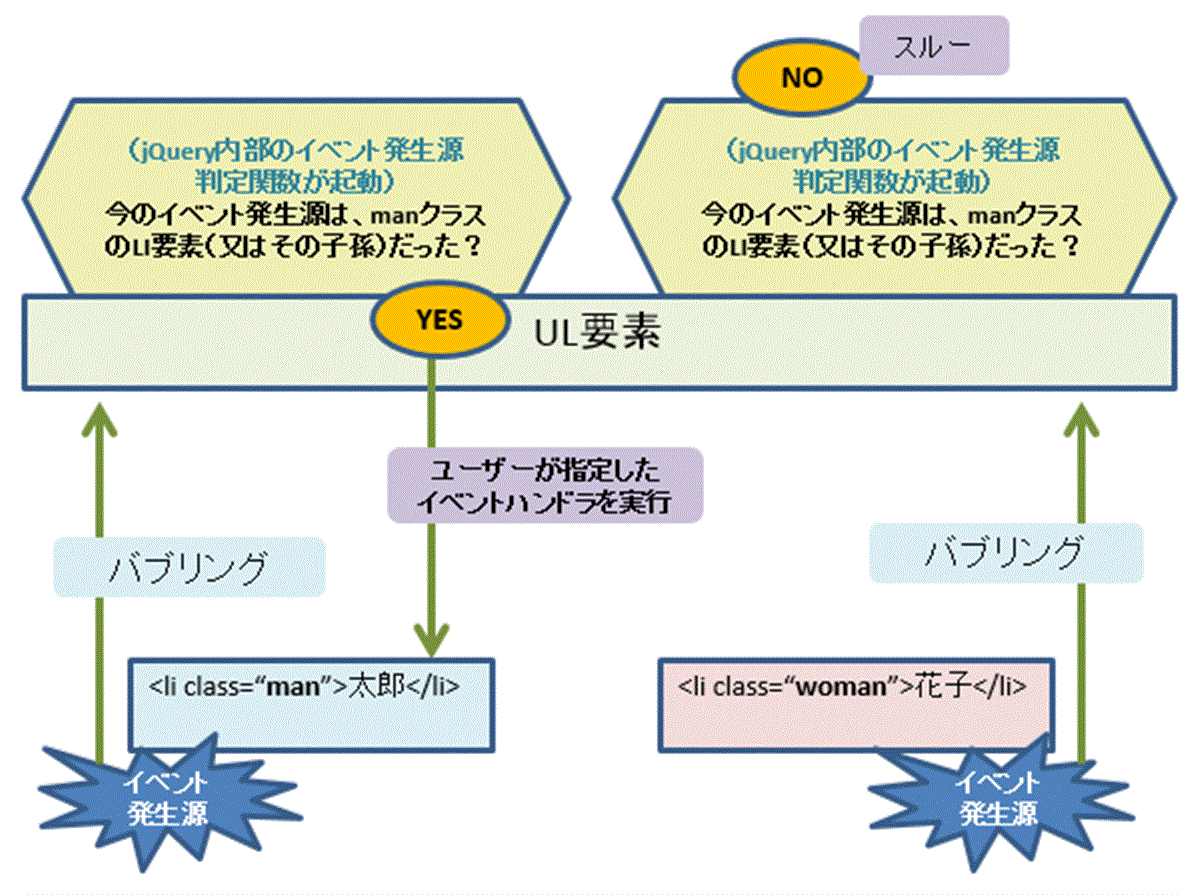 スルー
NO
(jQuery内部のイベント発生源
判定関数が起動)
今のイベント発生源は、manクラス
のLI要素(又はその子孫)だった?
(jQuery内部のイベント発生源
判定関数が起動)
今のイベント発生源は、manクラス
のLI要素(又はその子孫)だった?
YES
UL要素
ユーザーが指定した
イベントハンドラを実行
バブリング
バブリング
<li class=“man”>太郎</li>
<li class=“woman”>花子</li>
イベント
発生源
イベント
発生源